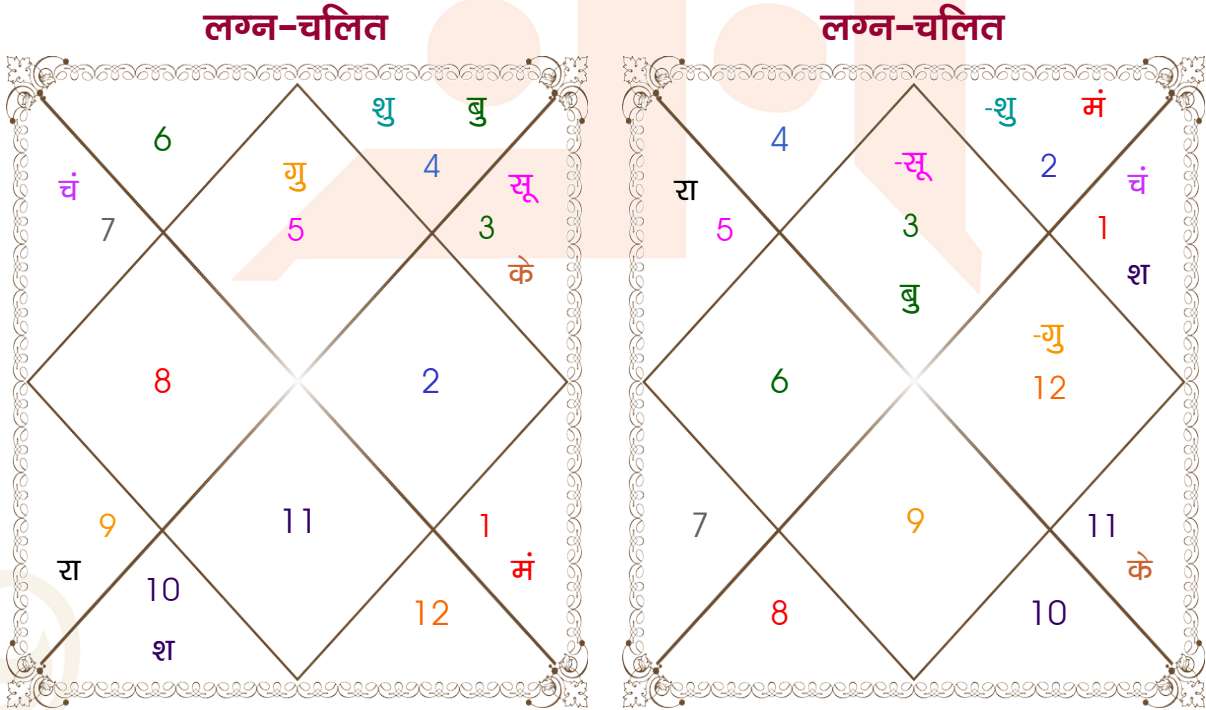 लग्न-चलित
शु बु
6
गु
4
चं
सू
7
5
3
के
8
2
9
11
1
रा
मं
10
12
श
लग्न-चलित
-शु मं
4
-सू
2
चं
रा
5
3
1
श
बु
-गु
6
12
7
9
11
के
8
10